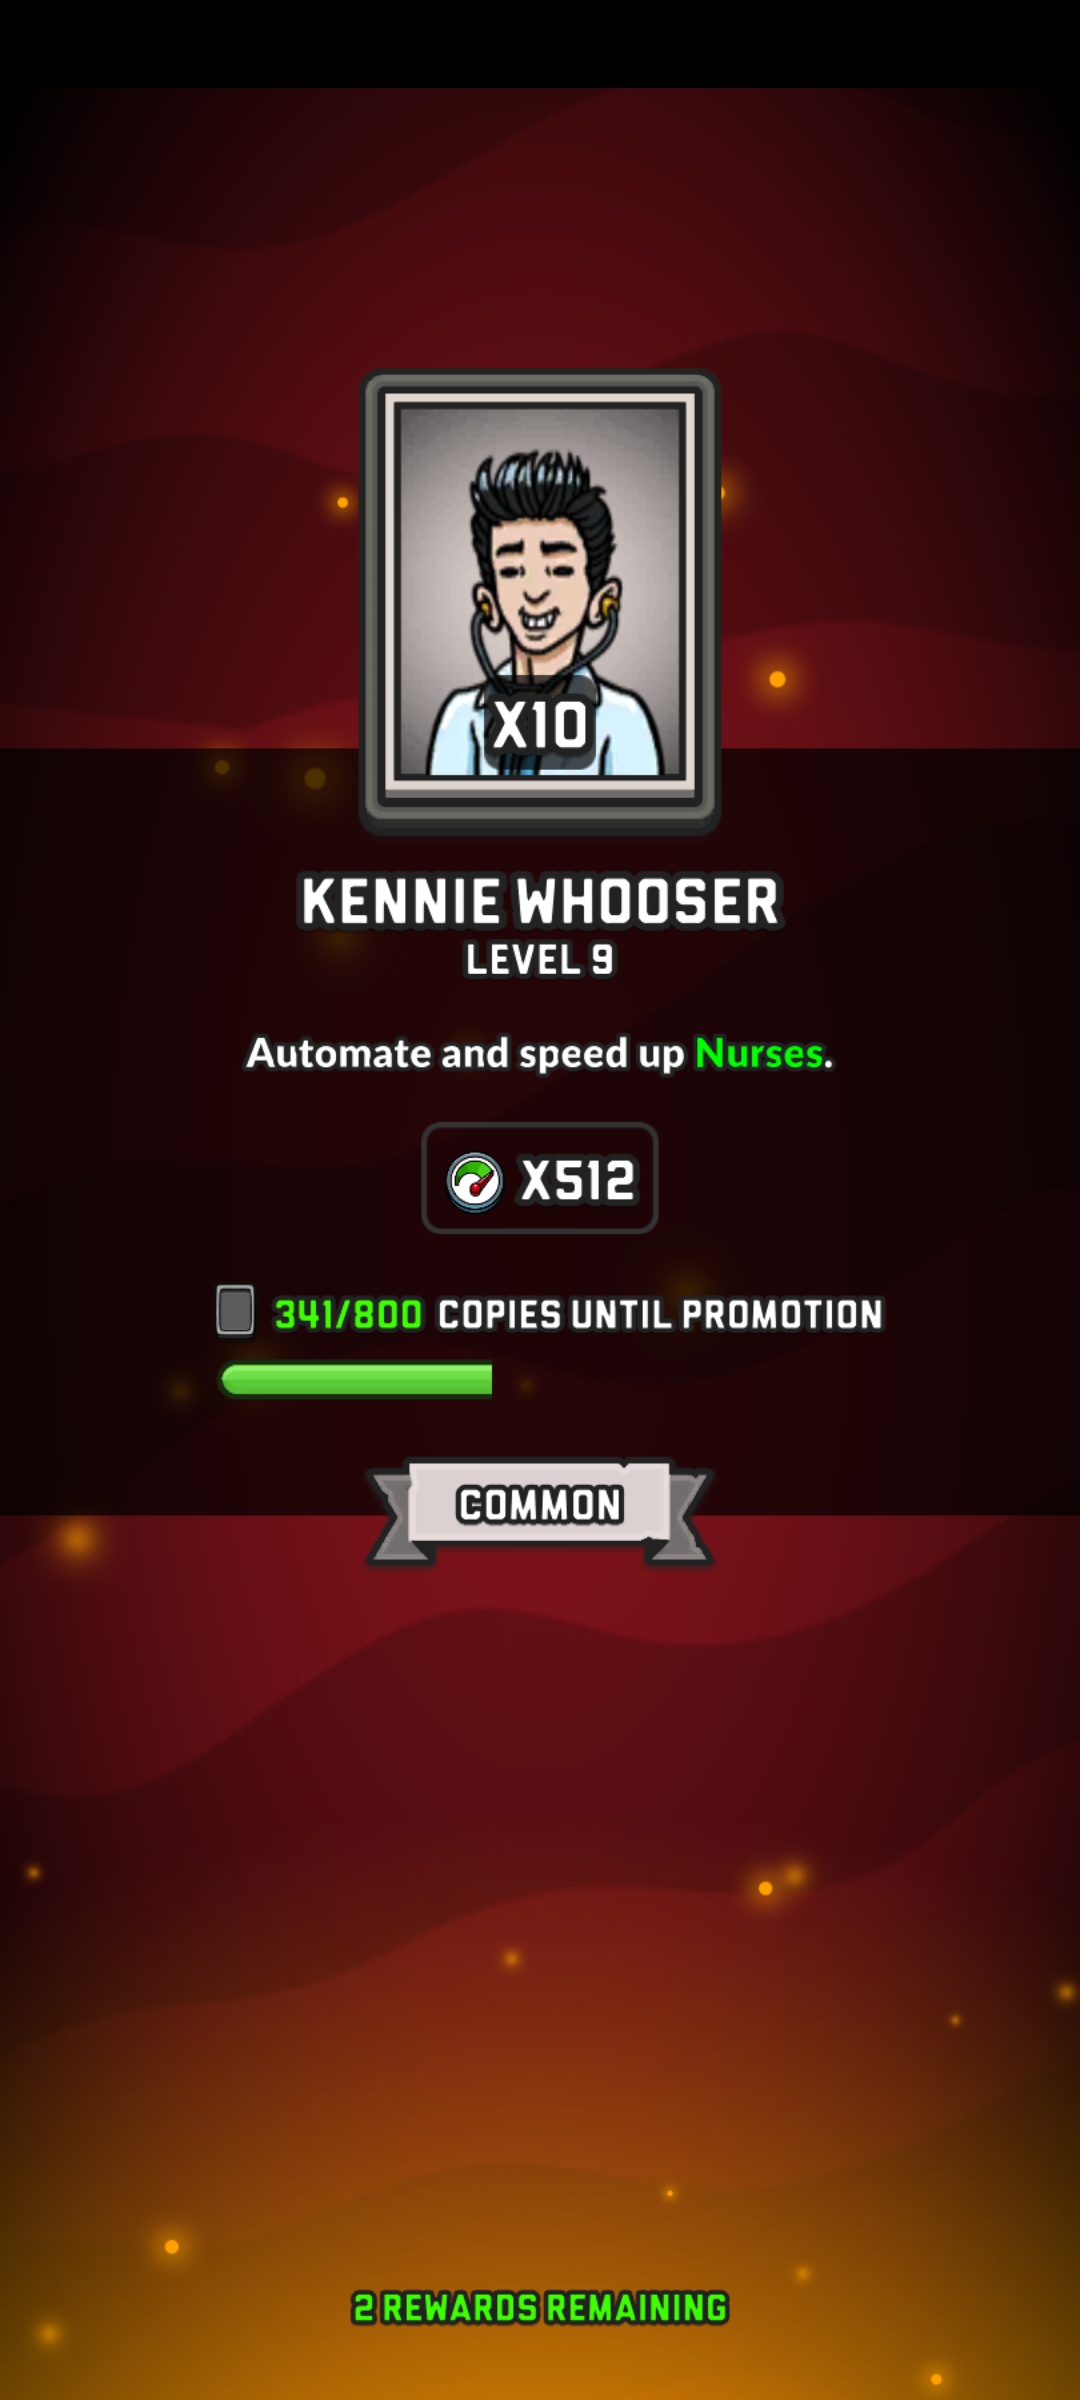 X10
KENNIE WHOOSER
LEVEL 9
Automate and speed up Nurses.
X512
341/800 COPIES UNTIL PROMOTION
COMMON
2 REWARDS REMAINING